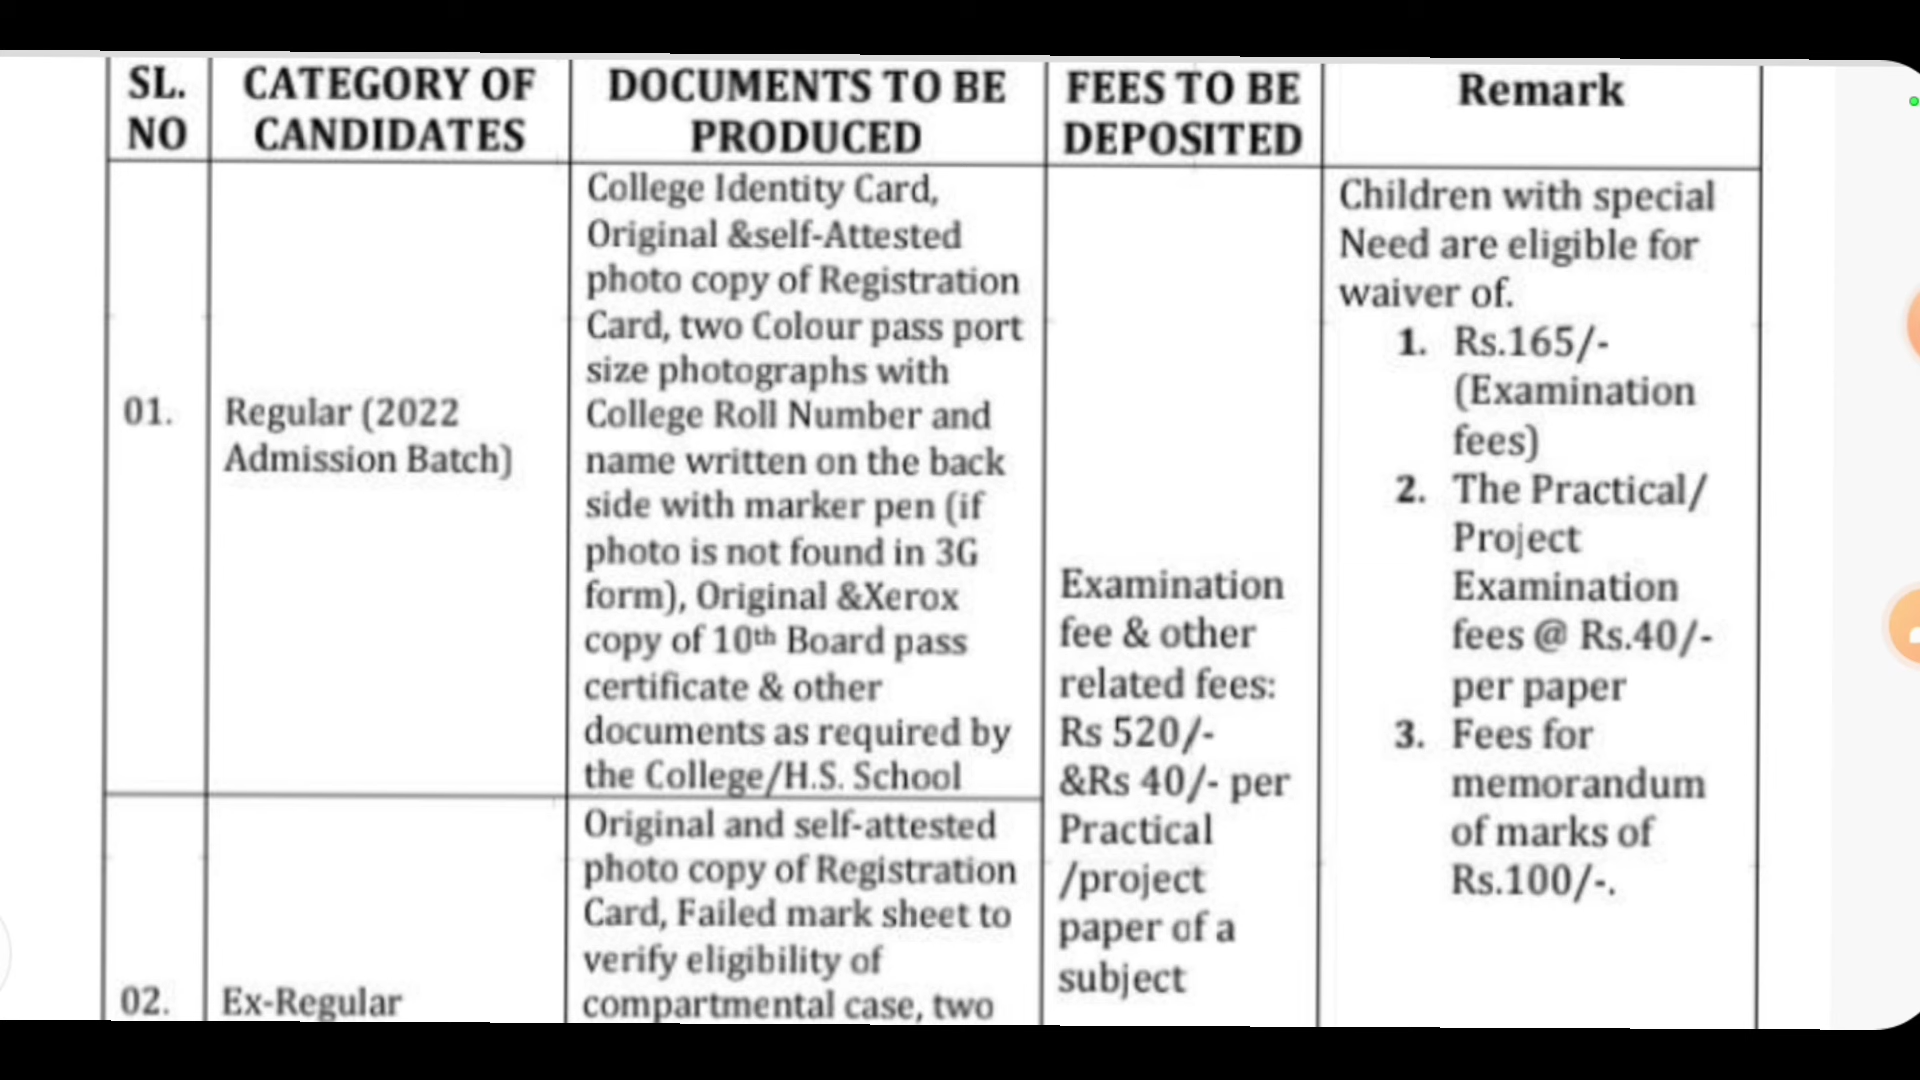 SL.
NO
CATEGORY OF
CANDIDATES
DOCUMENTS TO BE
PRODUCED
FEES TO BE
DEPOSITED
Remark
01.
Regular (2022
Admission Batch)
College Identity Card,
Original &self-Attested
photo copy of Registration
Card, two Colour pass port
size photographs with
College Roll Number and
name written on the back
side with marker pen (if
photo is not found in 3G
form), Original &Xerox
copy of 10th Board pass
certificate & other
documents as required by
the College/H.S. School
Examination
fee & other
related fees:
Rs 520/-
&Rs 40/- per
Practical
/project
paper of a
subject
Children with special
Need are eligible for
waiver of.
1. Rs.165/-
(Examination
fees)
2. The Practical/
Project
Examination
fees @ Rs.40/-
per paper
3. Fees for
memorandum
of marks of
Rs.100/-.
02.
Ex-Regular
Original and self-attested
photo copy of Registration
Card, Failed mark sheet to
verify eligibility of
compartmental case, two